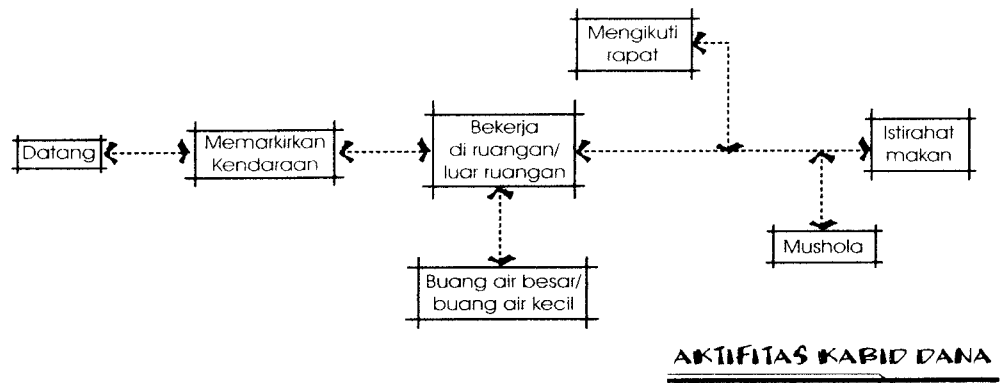 Mengikuti
rapat
Datang
Memarkirkan
Kendaraan
Bekerja
di ruangan/
luar ruangan
Istirahat
makan
Mushola
Buang air besar/
buang air kecil
AKTIFITAS KABID DANA